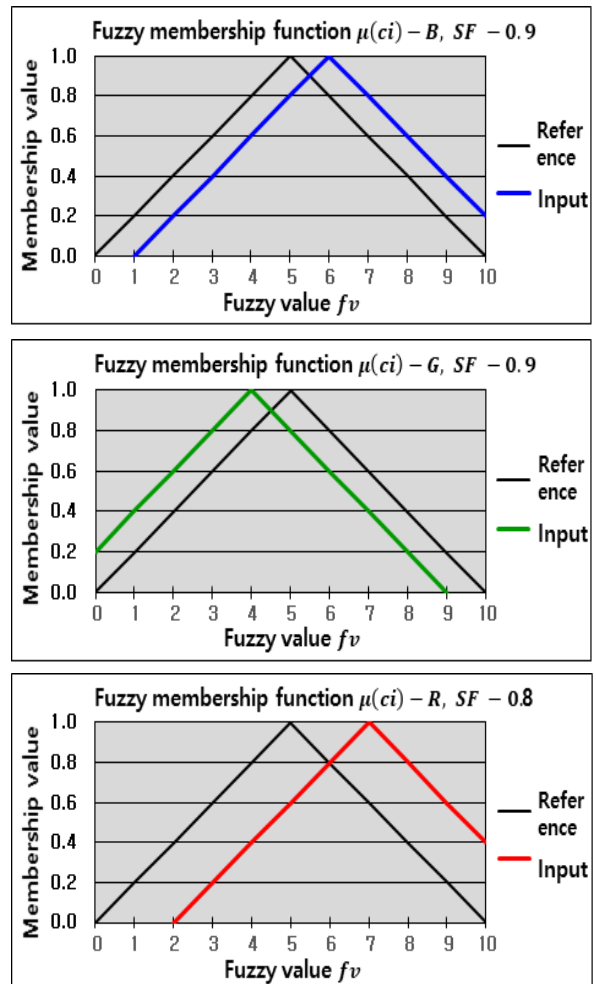 Fuzzy membership function μ(ci) – B, SF – 0.9
Membership value
1.0
0.8
0.6
0.4
0.2
0.0
0 1 2 3 4 5 6 7 8 9 10
Fuzzy value fv
Refer
ence
Input
Fuzzy membership function μ(ci) – G, SF – 0.9
Membership value
1.0
0.8
0.6
0.4
0.2
0.0
0 1 2 3 4 5 6 7 8 9 10
Fuzzy value fv
Refer
ence
Input
Fuzzy membership function μ(ci) – R, SF – 0.8
Membership value
1.0
0.8
0.6
0.4
0.2
0.0
0 1 2 3 4 5 6 7 8 9 10
Fuzzy value fv
Refer
ence
Input